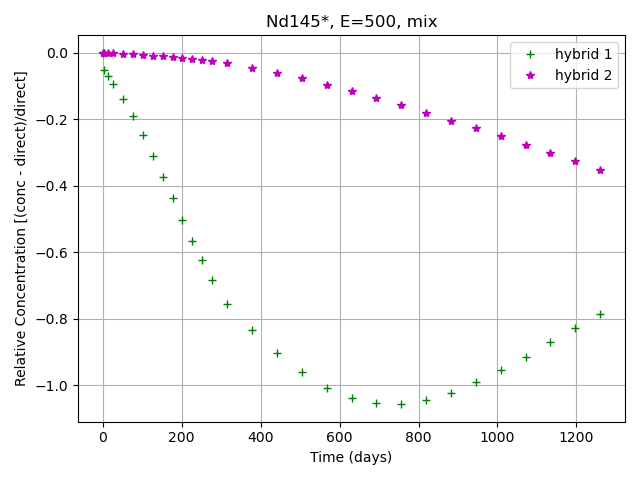 Nd145*, E=500, mix
hybrid 1
hybrid 2
Relative Concentration [(conc - direct)/direct]
0.0
−0.2
−0.4
−0.6
−0.8
−1.0
0 200 400 600 800 1000 1200
Time (days)